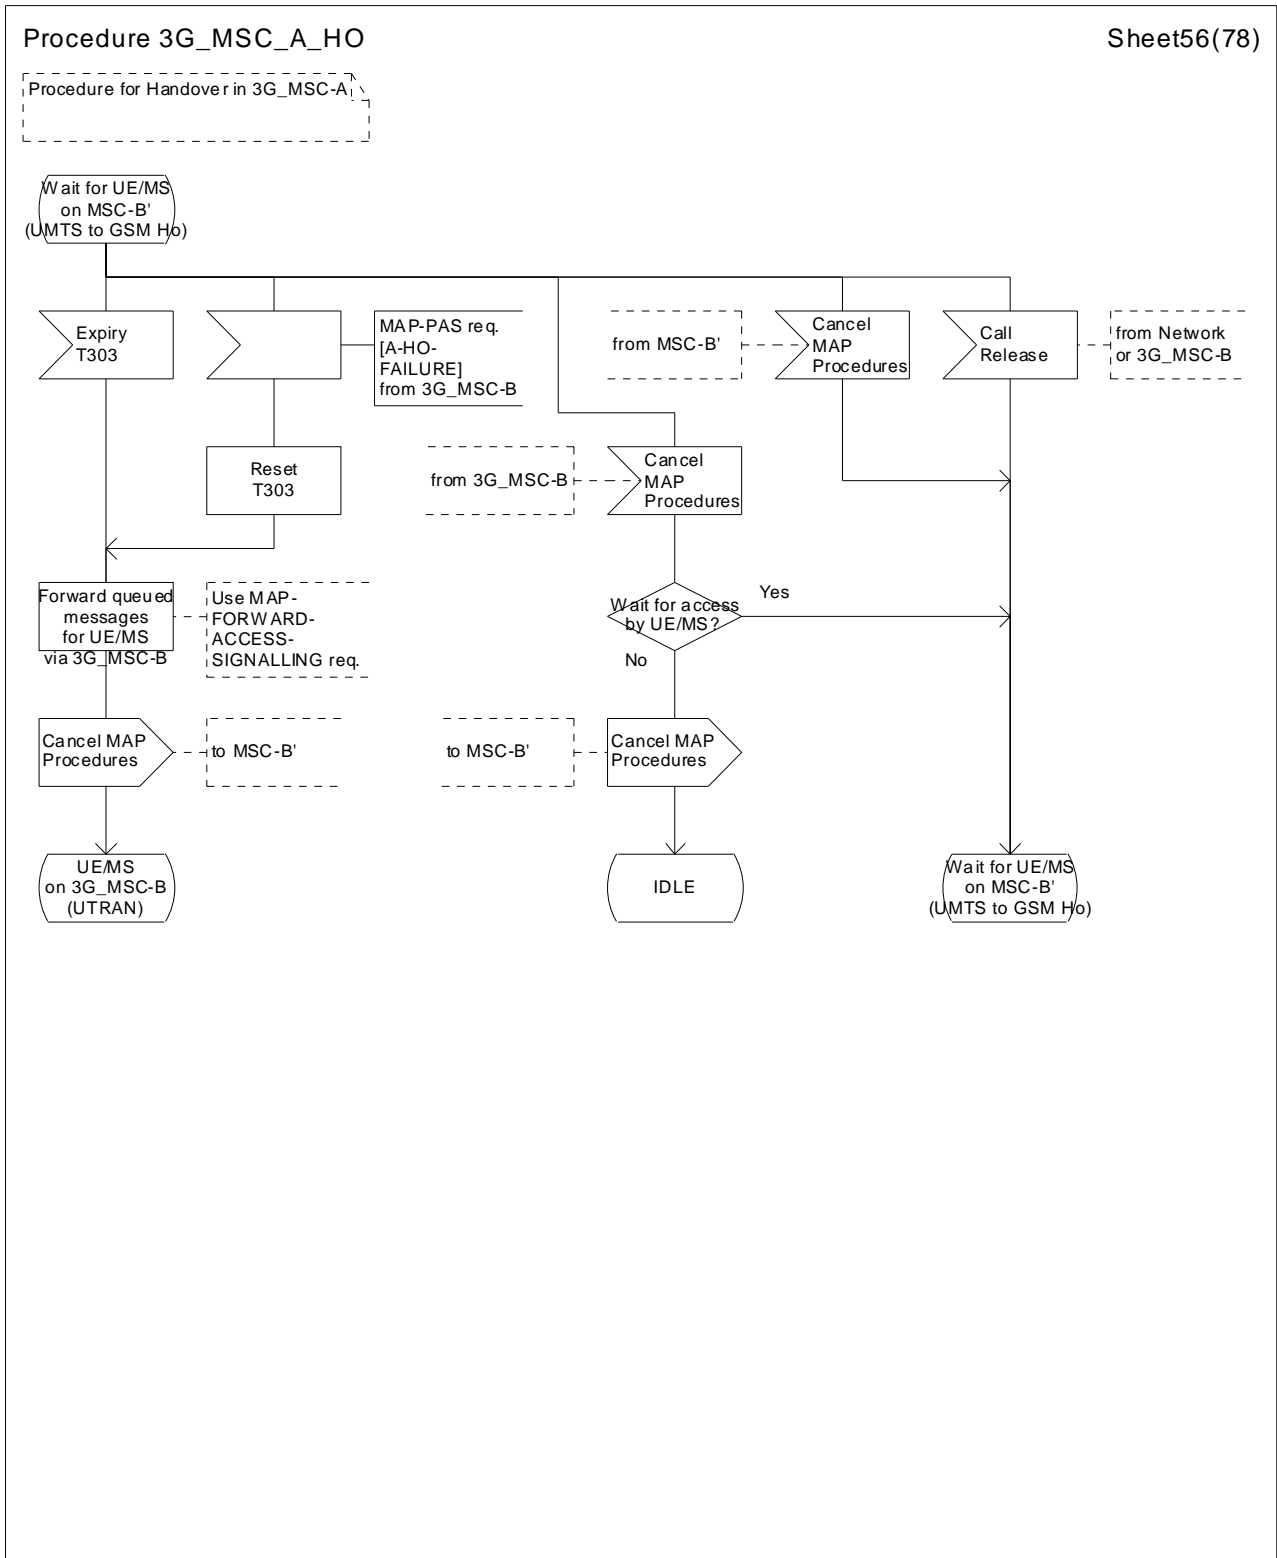 Procedure 3G_MSC_A_HO
Sheet56(78)
Procedure for Handover in 3G_MSC-A
Wait for UE/MS
on MSC-B'
(UMTS to GSM Ho)
Expiry
T303
MAP-PAS req.
[A-HO-
FAILURE]
from 3G_MSC-B
from MSC-B'
Cancel
MAP
Procedures
Call
Release
from Network
or 3G_MSC-B
Reset
T303
from 3G_MSC-B
Cancel
MAP
Procedures
Forward queued
messages
for UE/MS
via 3G_MSC-B
Use MAP-
FORWARD-
ACCESS-
SIGNALLING req.
Wait for access
by UE/MS?
Yes
No
Cancel MAP
Procedures
to MSC-B'
to MSC-B'
Cancel MAP
Procedures
UE/MS
on 3G_MSC-B
(UTRAN)
IDLE
Wait for UE/MS
on MSC-B'
(UMTS to GSM Ho)